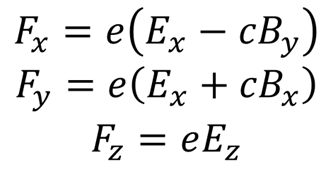 F_x = e(E_x − cB_y)
F_y = e(E_x + cB_x)
F_z = eE_z